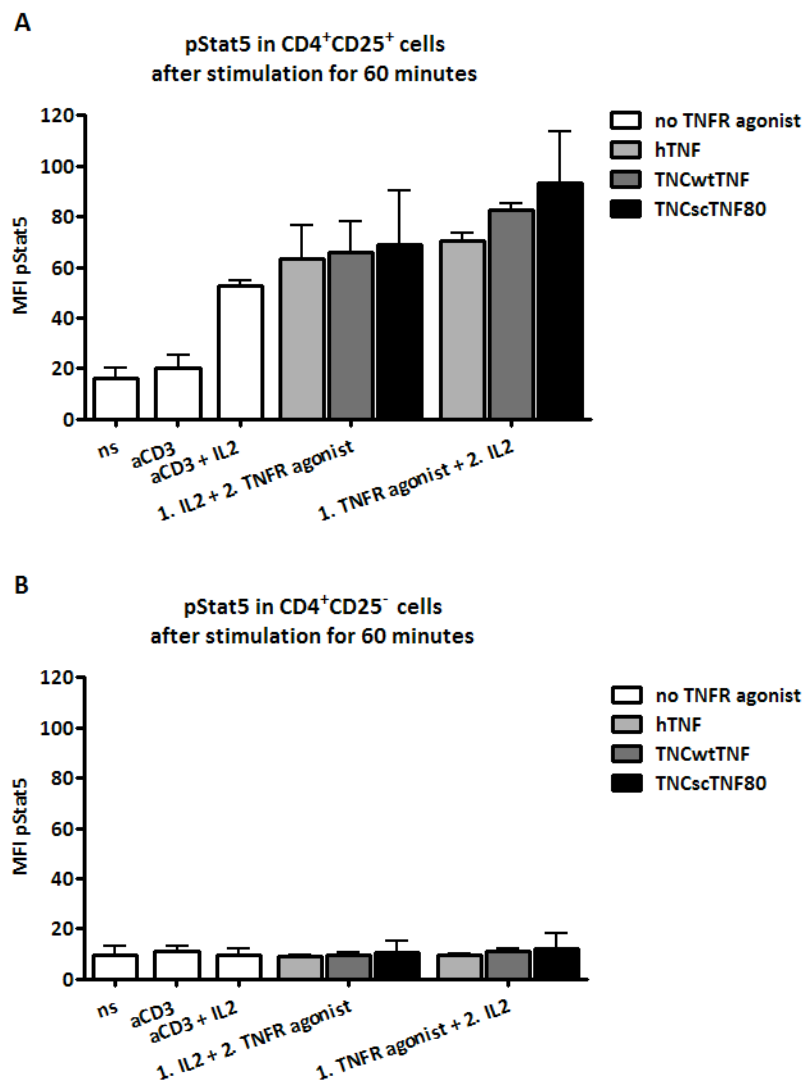 A
pStat5 in CD4⁺CD25⁺ cells
after stimulation for 60 minutes
MFI pStat5
120
100
80
60
40
20
0
ns
aCD3
aCD3 + IL2
1. IL2 + 2. TNFR agonist
1. TNFR agonist + 2. IL2
no TNFR agonist
hTNF
TNCwtTNF
TNCscTNF80
B
pStat5 in CD4⁺CD25⁻ cells
after stimulation for 60 minutes
MFI pStat5
120
100
80
60
40
20
0
ns
aCD3
aCD3 + IL2
1. IL2 + 2. TNFR agonist
1. TNFR agonist + 2. IL2
no TNFR agonist
hTNF
TNCwtTNF
TNCscTNF80